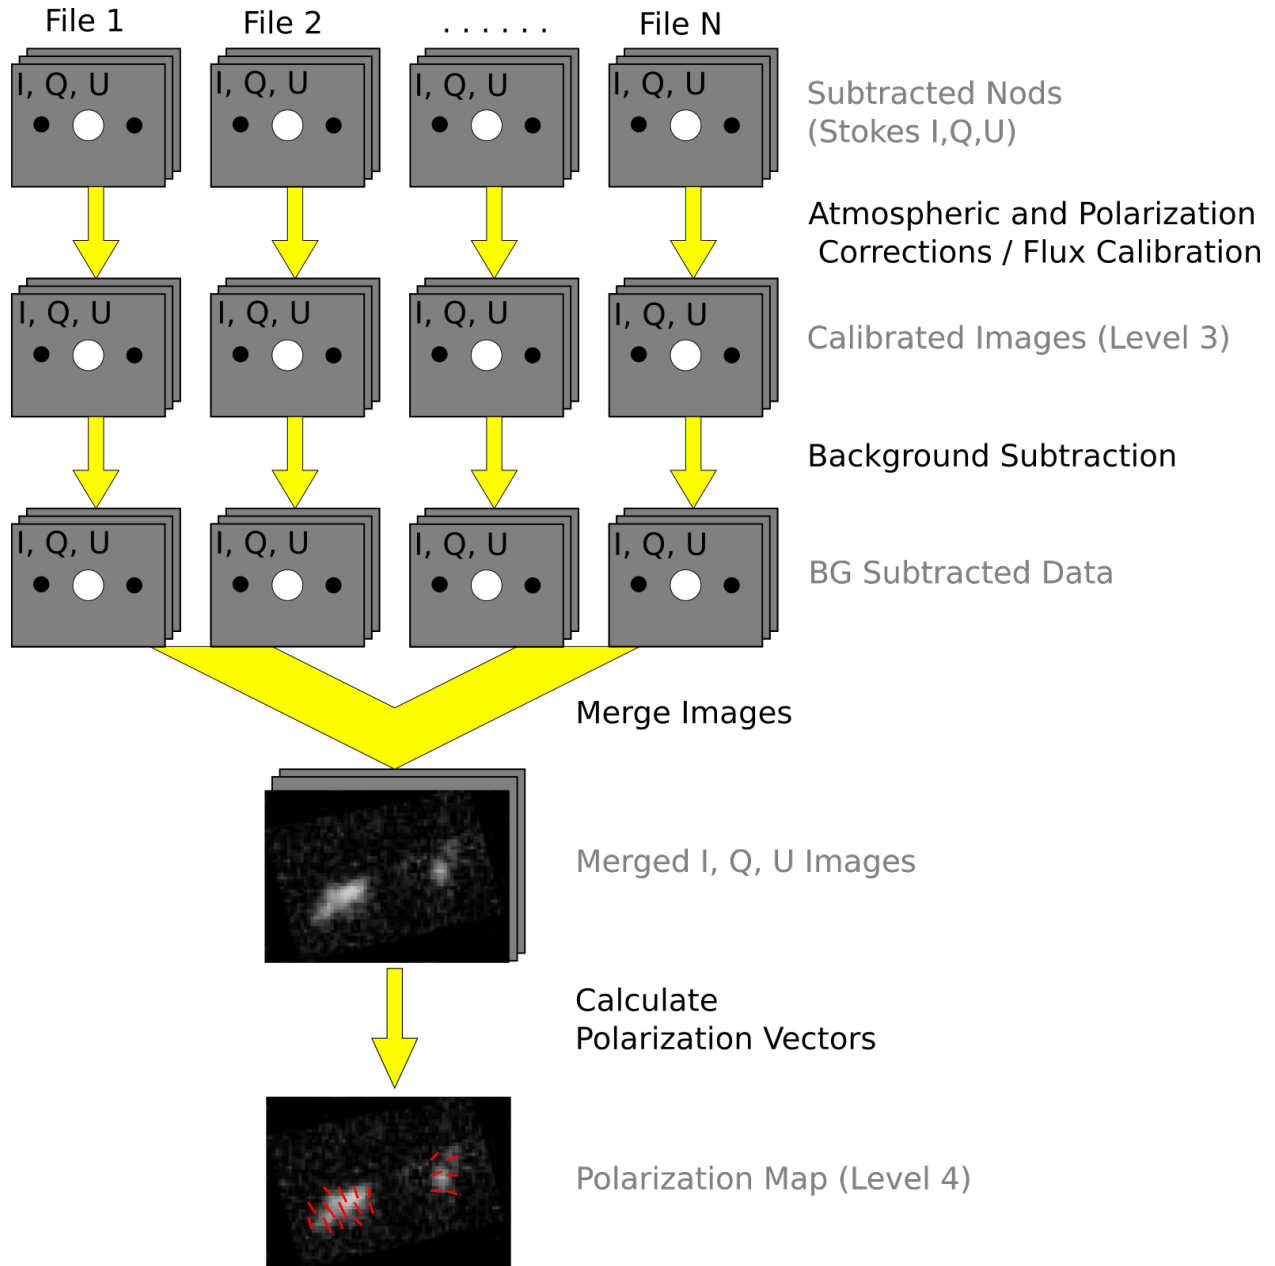 File 1 File 2 . . . . . . File N
I, Q, U I, Q, U I, Q, U I, Q, U
Subtracted Nods
(Stokes I,Q,U)
Atmospheric and Polarization
Corrections / Flux Calibration
I, Q, U I, Q, U I, Q, U I, Q, U
Calibrated Images (Level 3)
Background Subtraction
I, Q, U I, Q, U I, Q, U I, Q, U
BG Subtracted Data
Merge Images
Merged I, Q, U Images
Calculate
Polarization Vectors
Polarization Map (Level 4)